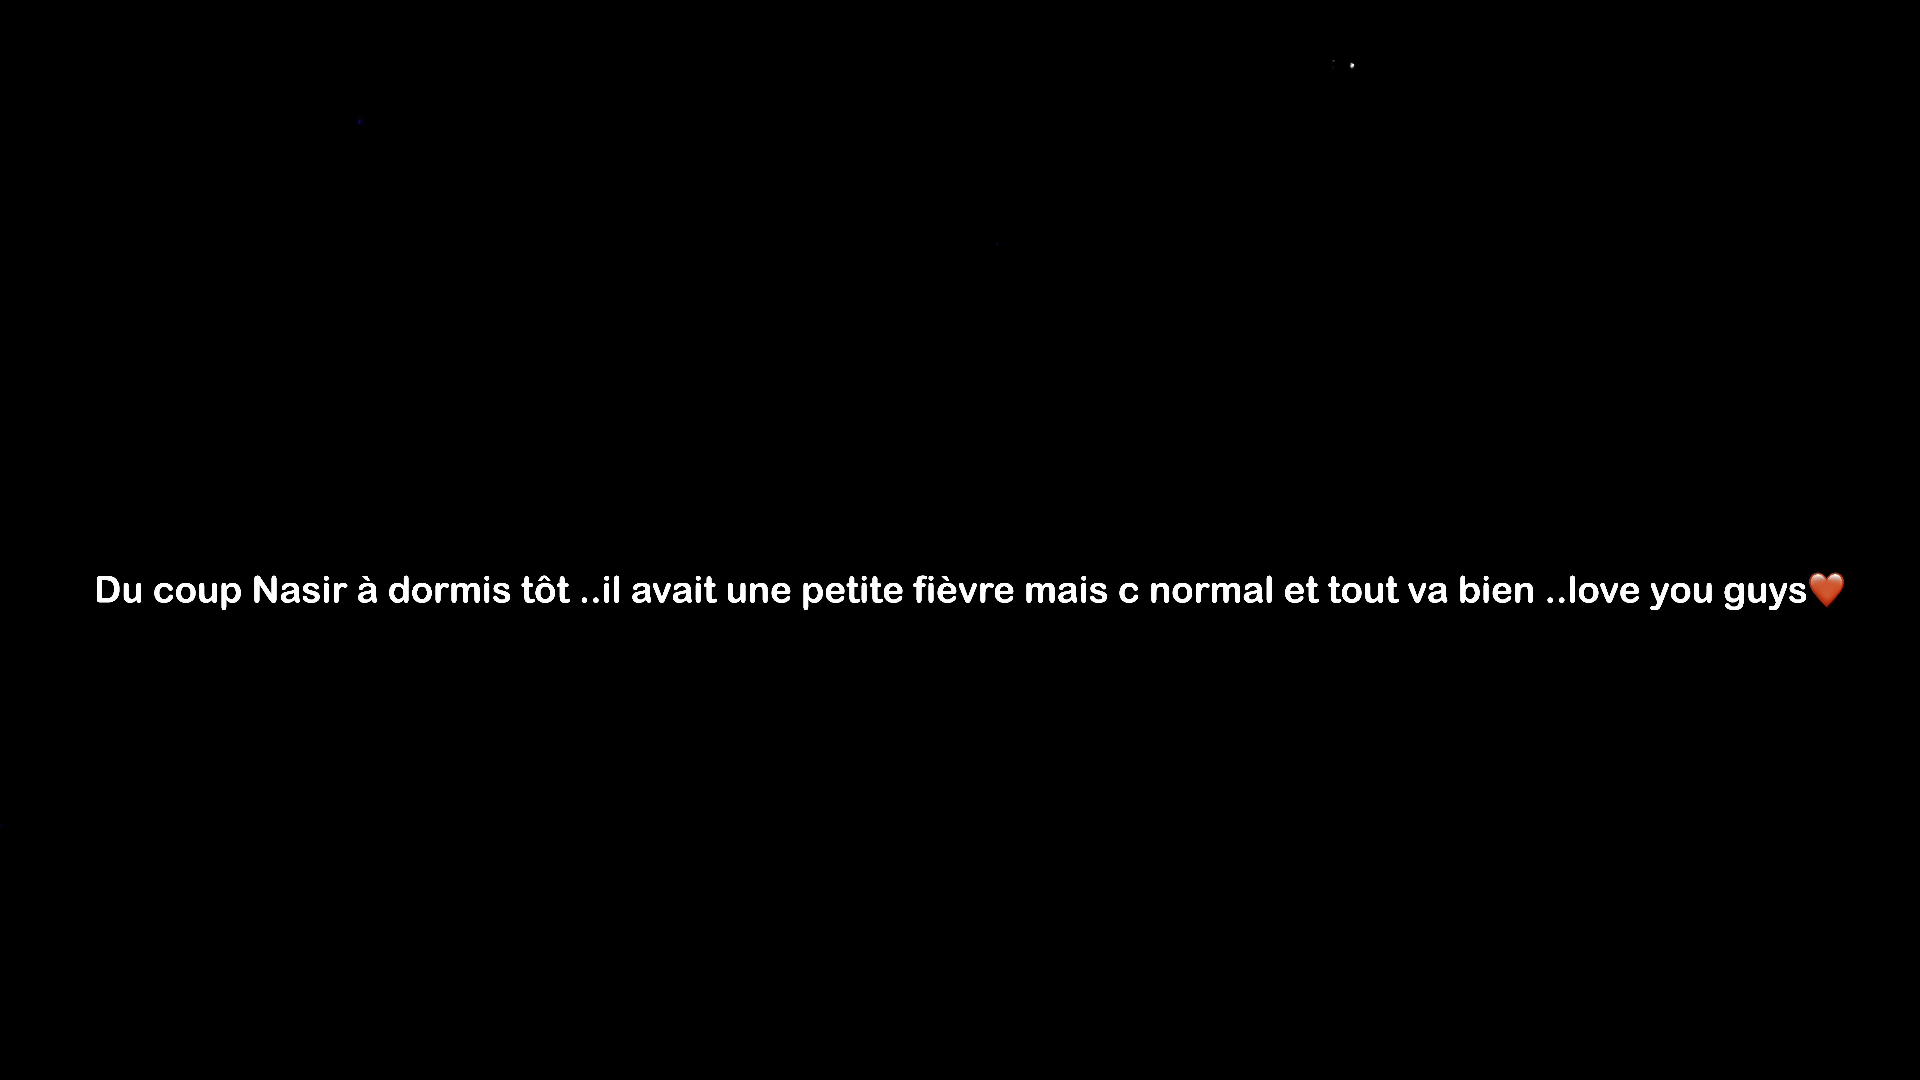 Du coup Nasir à dormis tôt ..il avait une petite fièvre mais c normal et tout va bien ..love you guys❤️